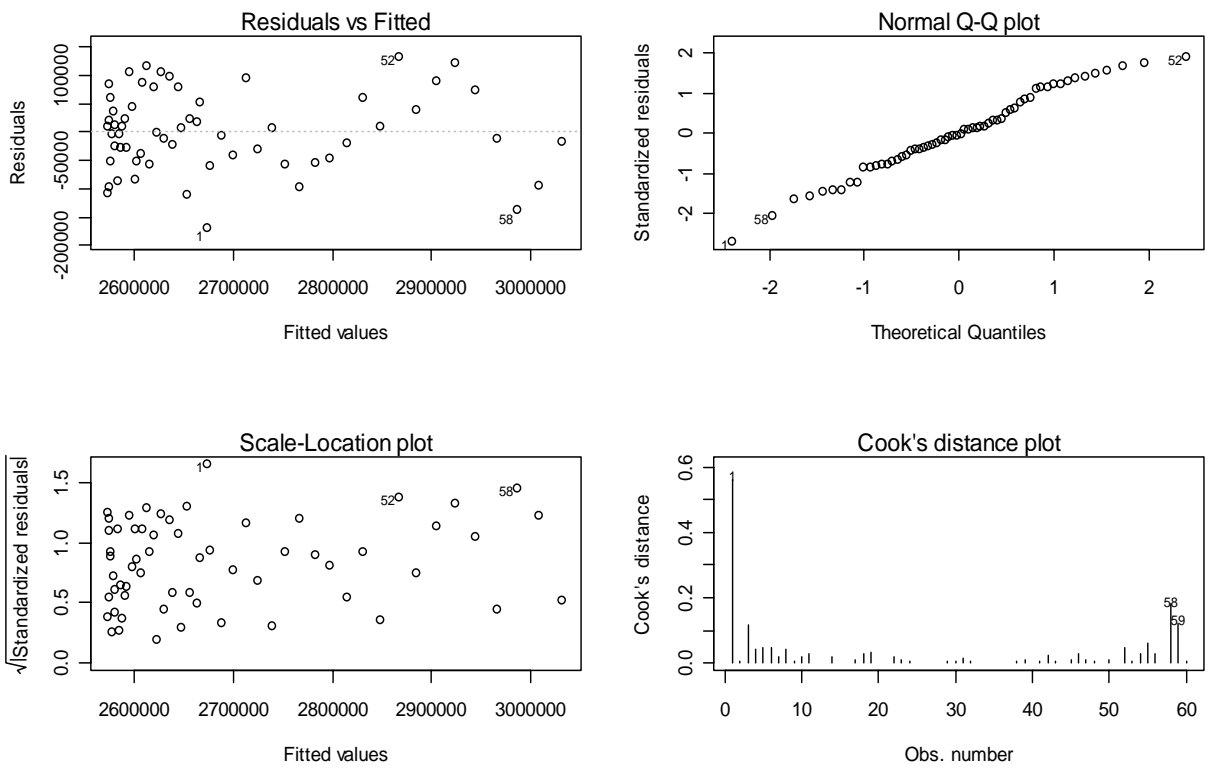 Residuals vs Fitted
Residuals
-200000 -50000 100000
52
58
1
2600000 2700000 2800000 2900000 3000000
Fitted values
Normal Q-Q plot
Standardized residuals
-2 -1 0 1 2
52
58
1
-2 -1 0 1 2
Theoretical Quantiles
Scale-Location plot
√|Standardized residuals|
0.0 0.5 1.0 1.5
1
52
58
2600000 2700000 2800000 2900000 3000000
Fitted values
Cook's distance plot
Cook's distance
0.0 0.2 0.4 0.6
1
58
59
0 10 20 30 40 50 60
Obs. number